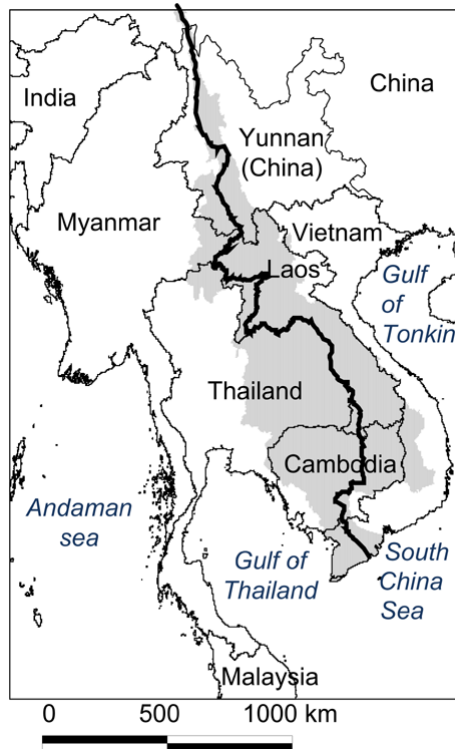 China
India
Yunnan
(China)
Myanmar
Vietnam
Laos
Gulf
of
Tonkin
Thailand
Cambodia
Andaman
sea
Gulf of
Thailand
South
China
Sea
Malaysia
0 500 1000 km